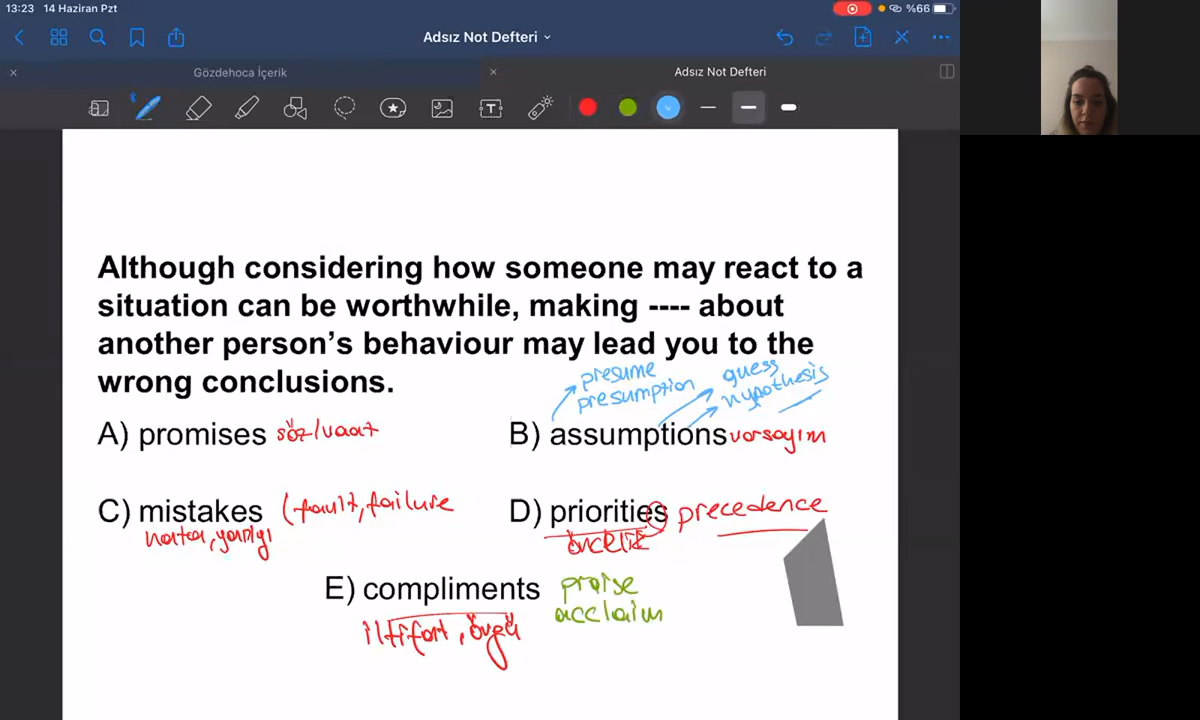 13:23 14 Haziran Pzt %66
Adsız Not Defteri
Gözdehoca İçerik
Adsız Not Defteri
Although considering how someone may react to a
situation can be worthwhile, making ---- about
another person's behaviour may lead you to the
wrong conclusions.
presume
presumption
guess
hypothesis
A) promises söz/vaat
B) assumptions varsayım
C) mistakes (fault, failure
hata, yanılgı
D) priorities precedence
öncelik
E) compliments praise
acclaim
iltifat, övgü